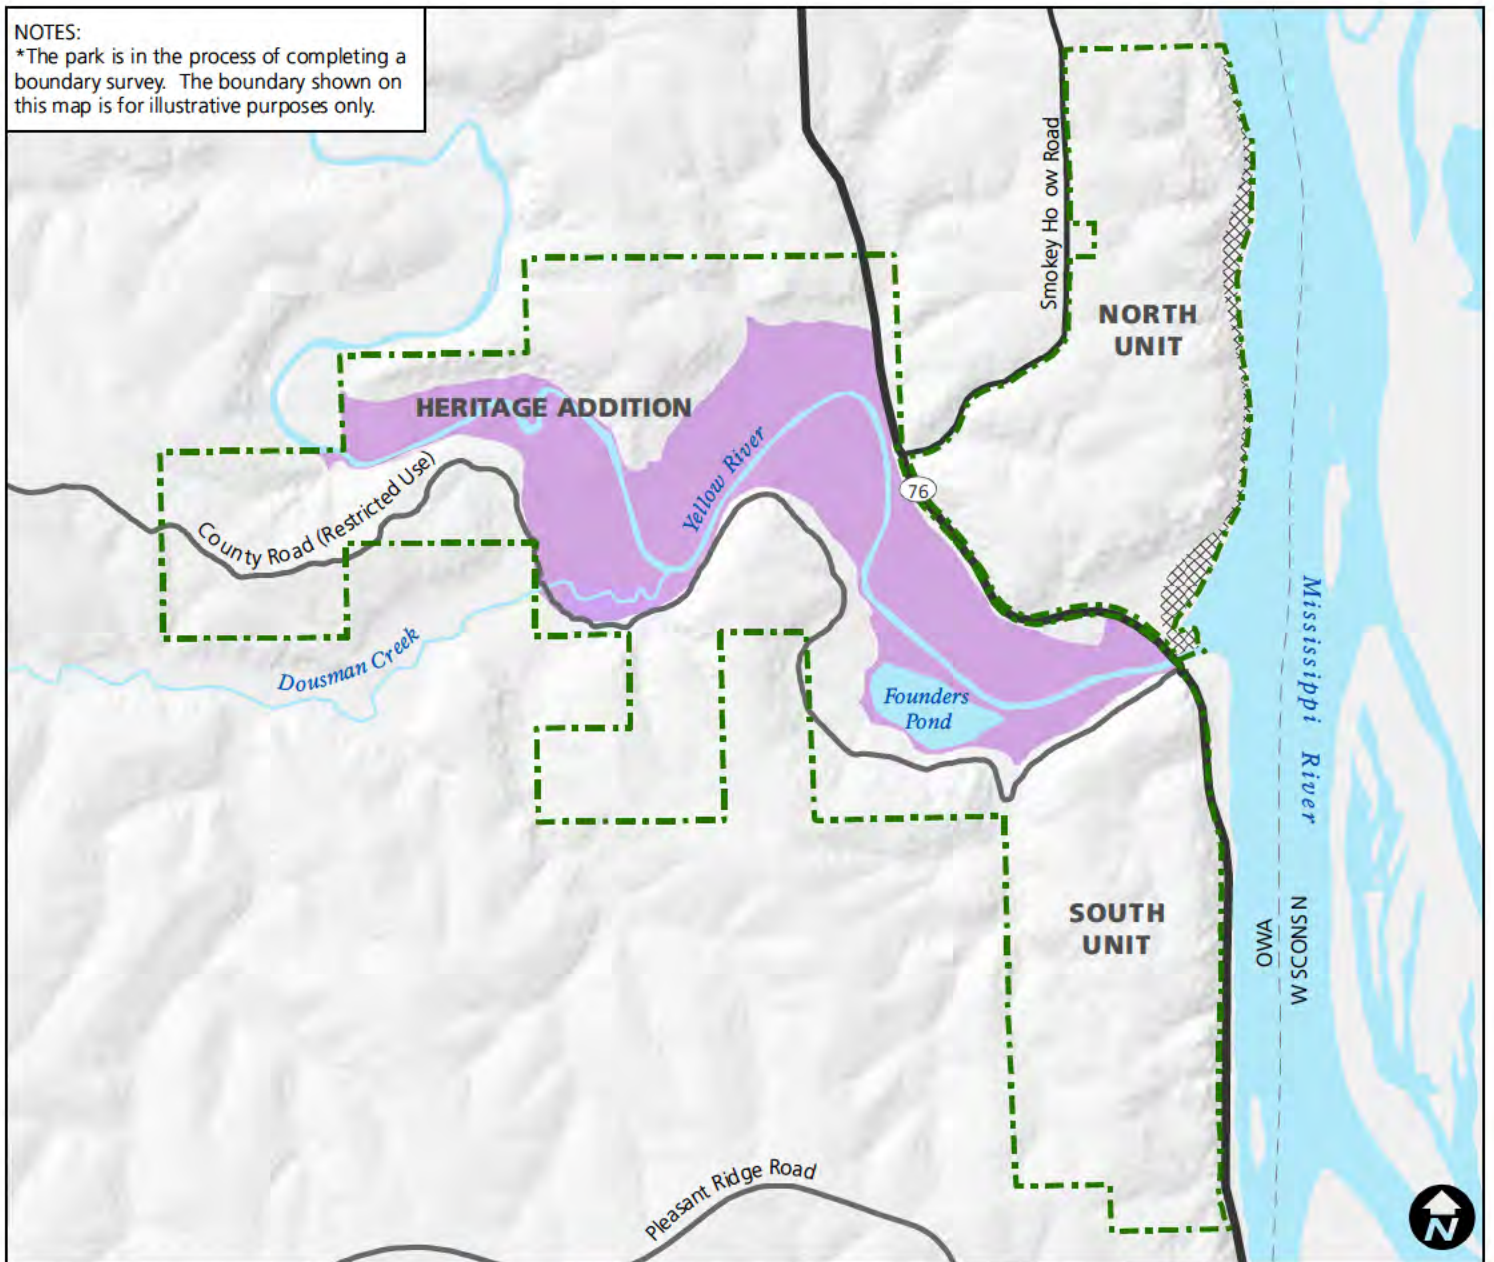 NOTES:
*The park is in the process of completing a
boundary survey. The boundary shown on
this map is for illustrative purposes only.
Smokey Ho ow Road
NORTH
UNIT
HERITAGE ADDITION
Yellow River
76
County Road (Restricted Use)
Dousman Creek
Founders
Pond
Mississippi River
SOUTH
UNIT
OWA
W SCONS N
Pleasant Ridge Road
N